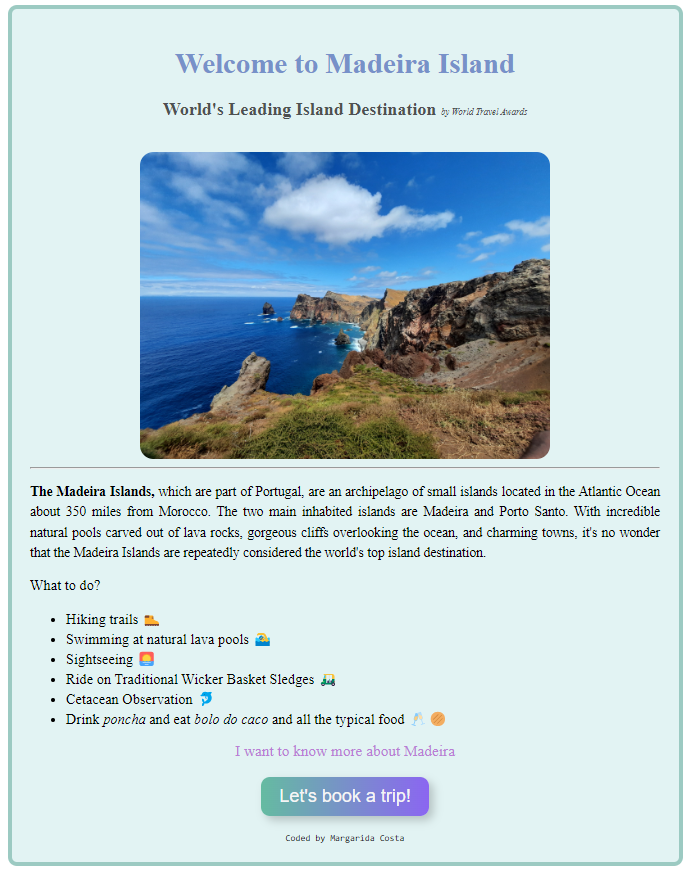 Welcome to Madeira Island
World's Leading Island Destination by World Travel Awards
The Madeira Islands, which are part of Portugal, are an archipelago of small islands located in the Atlantic Ocean
about 350 miles from Morocco. The two main inhabited islands are Madeira and Porto Santo. With incredible
natural pools carved out of lava rocks, gorgeous cliffs overlooking the ocean, and charming towns, it's no wonder
that the Madeira Islands are repeatedly considered the world's top island destination.
What to do?
• Hiking trails 🥾
• Swimming at natural lava pools 🏊
• Sightseeing 🌅
• Ride on Traditional Wicker Basket Sledges 🛺
• Cetacean Observation 🐬
• Drink poncha and eat bolo do caco and all the typical food 🥂 🫓
I want to know more about Madeira
Let's book a trip!
Coded by Margarida Costa